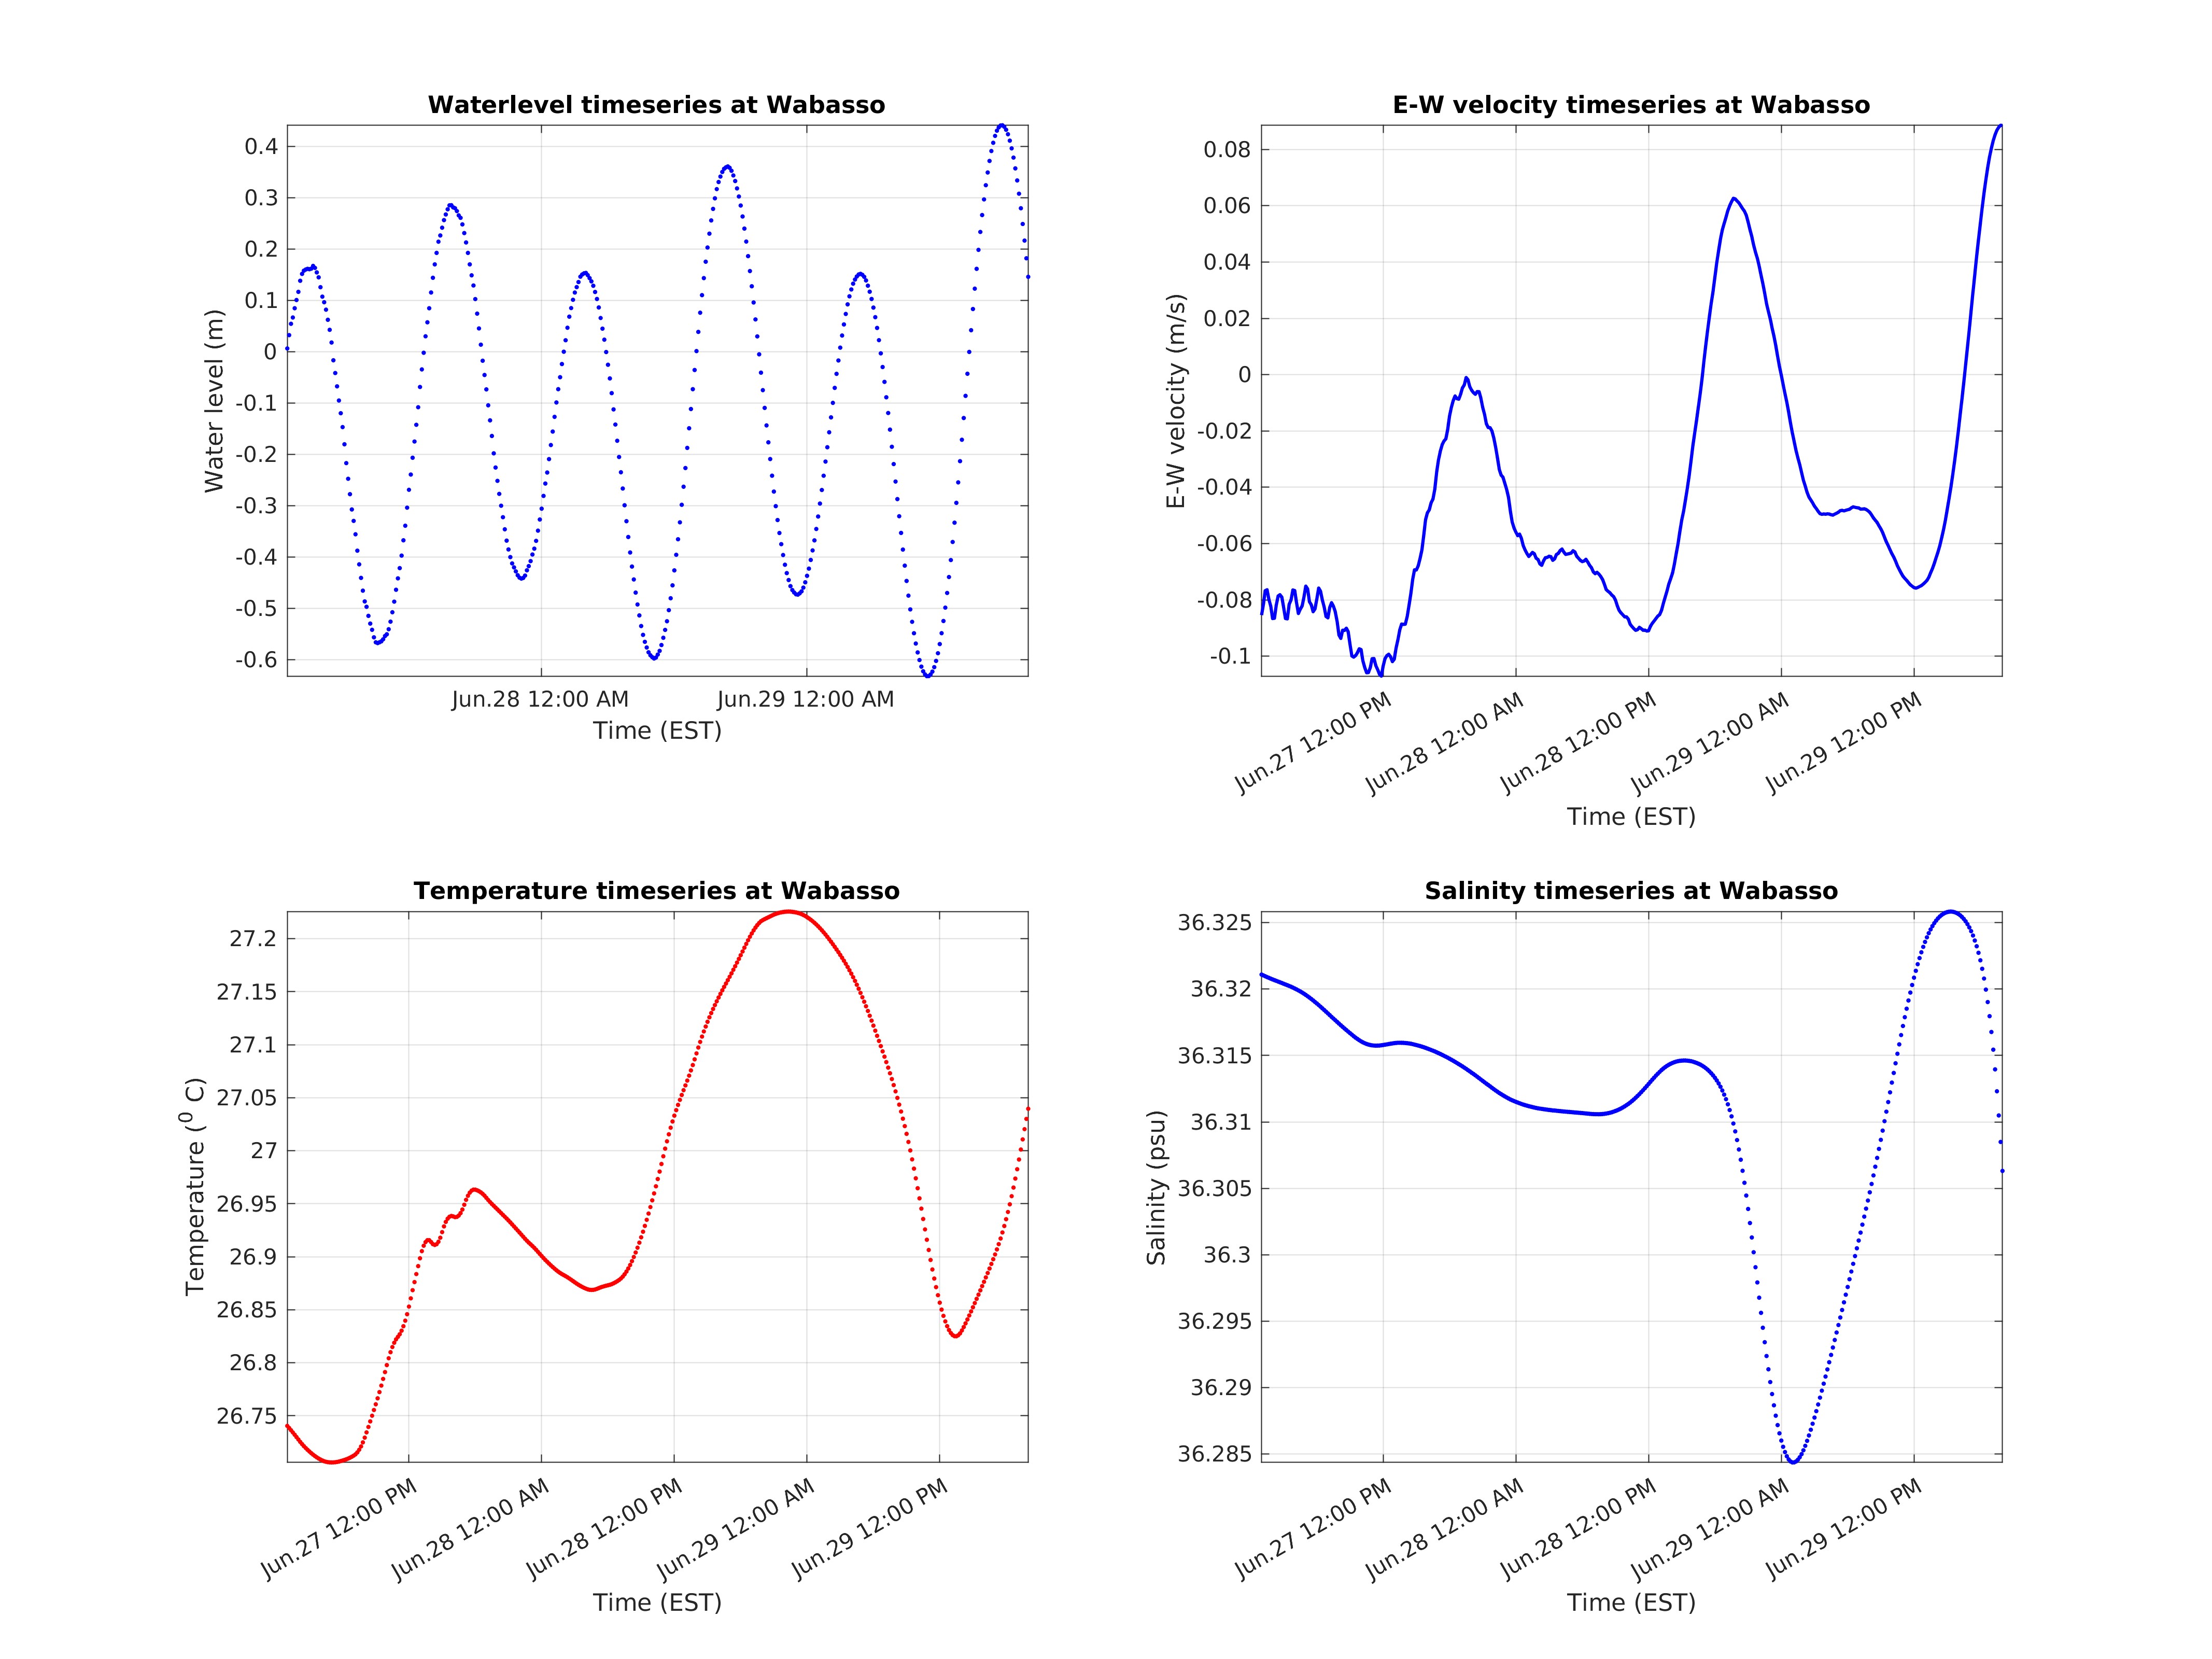 Waterlevel timeseries at Wabasso
0.4
0.3
0.2
0.1
0
-0.1
-0.2
-0.3
-0.4
-0.5
-0.6
Water level (m)
Jun.28 12:00 AM
Jun.29 12:00 AM
Time (EST)
E-W velocity timeseries at Wabasso
0.08
0.06
0.04
0.02
0
-0.02
-0.04
-0.06
-0.08
-0.1
E-W velocity (m/s)
Jun.27 12:00 PM
Jun.28 12:00 AM
Jun.28 12:00 PM
Jun.29 12:00 AM
Jun.29 12:00 PM
Time (EST)
Temperature timeseries at Wabasso
27.2
27.15
27.1
27.05
27
26.95
26.9
26.85
26.8
26.75
Temperature (⁰ C)
Jun.27 12:00 PM
Jun.28 12:00 AM
Jun.28 12:00 PM
Jun.29 12:00 AM
Jun.29 12:00 PM
Time (EST)
Salinity timeseries at Wabasso
36.325
36.32
36.315
36.31
36.305
36.3
36.295
36.29
36.285
Salinity (psu)
Jun.27 12:00 PM
Jun.28 12:00 AM
Jun.28 12:00 PM
Jun.29 12:00 AM
Jun.29 12:00 PM
Time (EST)